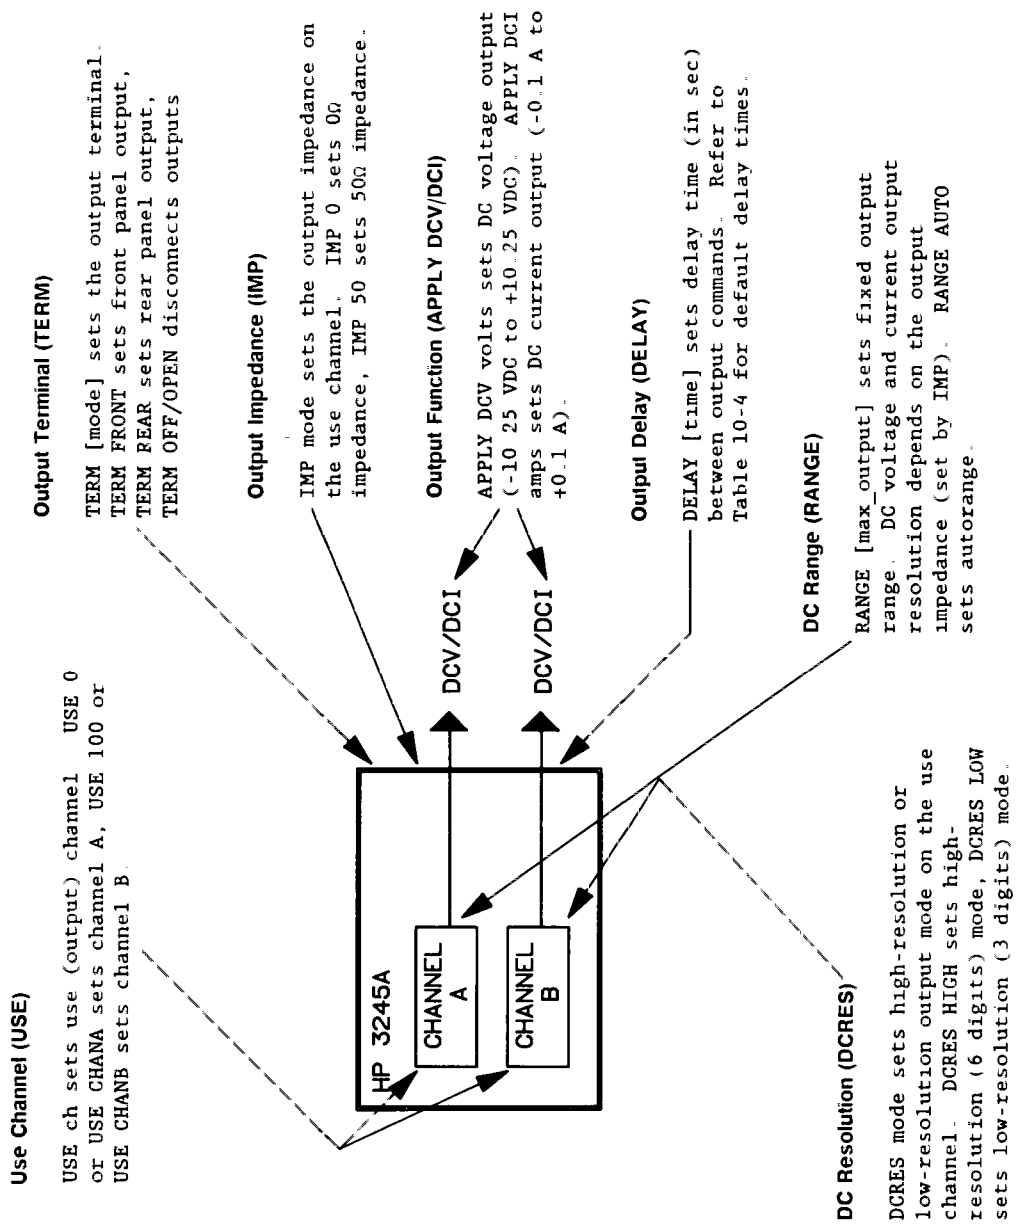 Use Channel (USE)
USE ch sets use (output) channel USE 0
or USE CHANA sets channel A, USE 100 or
USE CHANB sets channel B
Output Terminal (TERM)
TERM [mode] sets the output terminal.
TERM FRONT sets front panel output,
TERM REAR sets rear panel output,
TERM OFF/OPEN disconnects outputs
Output Impedance (IMP)
IMP mode sets the output impedance on
the use channel. IMP 0 sets 0Ω
impedance, IMP 50 sets 50Ω impedance.
Output Function (APPLY DCV/DCI)
APPLY DCV volts sets DC voltage output
(-10 25 VDC to +10.25 VDC). APPLY DCI
amps sets DC current output (-0.1 A to
+0.1 A).
Output Delay (DELAY)
DELAY [time] sets delay time (in sec)
between output commands. Refer to
Table 10-4 for default delay times.
DC Range (RANGE)
RANGE [max_output] sets fixed output
range. DC voltage and current output
resolution depends on the output
impedance (set by IMP). RANGE AUTO
sets autorange.
HP 3245A
CHANNEL
A
CHANNEL
B
DCV/DCI
DCV/DCI
DC Resolution (DCRES)
DCRES mode sets high-resolution or
low-resolution output mode on the use
channel. DCRES HIGH sets high-
resolution (6 digits) mode, DCRES LOW
sets low-resolution (3 digits) mode.